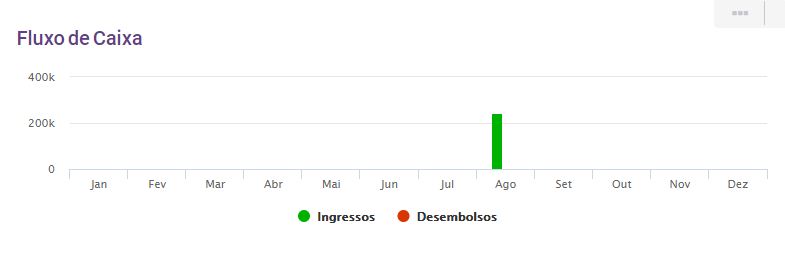 Fluxo de Caixa
400k
200k
0
Jan Fev Mar Abr Mai Jun Jul Ago Set Out Nov Dez
Ingressos Desembolsos